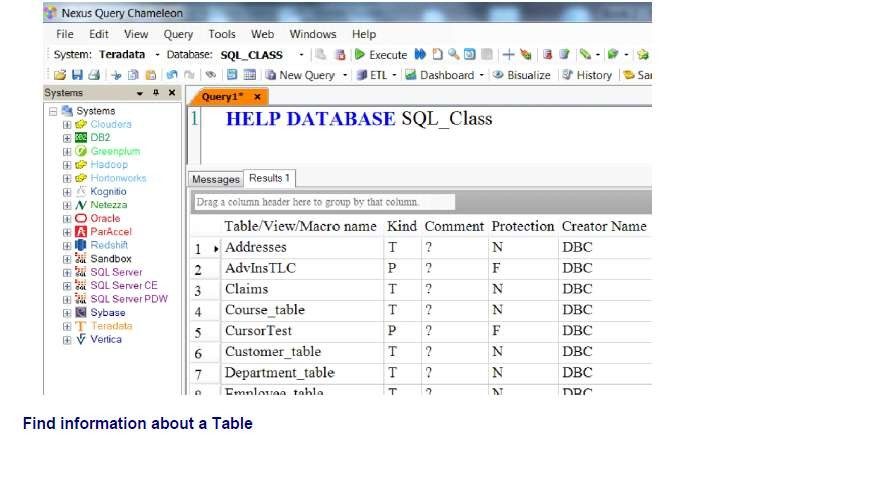 Nexus Query Chameleon
File Edit View Query Tools Web Windows Help
System: Teradata Database: SQL_CLASS Execute
New Query ETL Dashboard Bisualize History
Systems
Query1* x
Systems
Cloudera
DB2
Greenplum
Hadoop
Hortonworks
Kognitio
Netezza
Oracle
ParAccel
Redshift
Sandbox
SQL Server
SQL Server CE
SQL Server PDW
Sybase
Teradata
Vertica
1 HELP DATABASE SQL_Class
Messages Results 1
Drag a column header here to group by that column.
Table/View/Macro name Kind Comment Protection Creator Name
1 Addresses T ? N DBC
2 AdvInsTLC P ? F DBC
3 Claims T ? N DBC
4 Course_table T ? N DBC
5 CursorTest P ? F DBC
6 Customer_table T ? N DBC
7 Department_table T ? N DBC
8 Employee_table T ? N DBC
Find information about a Table